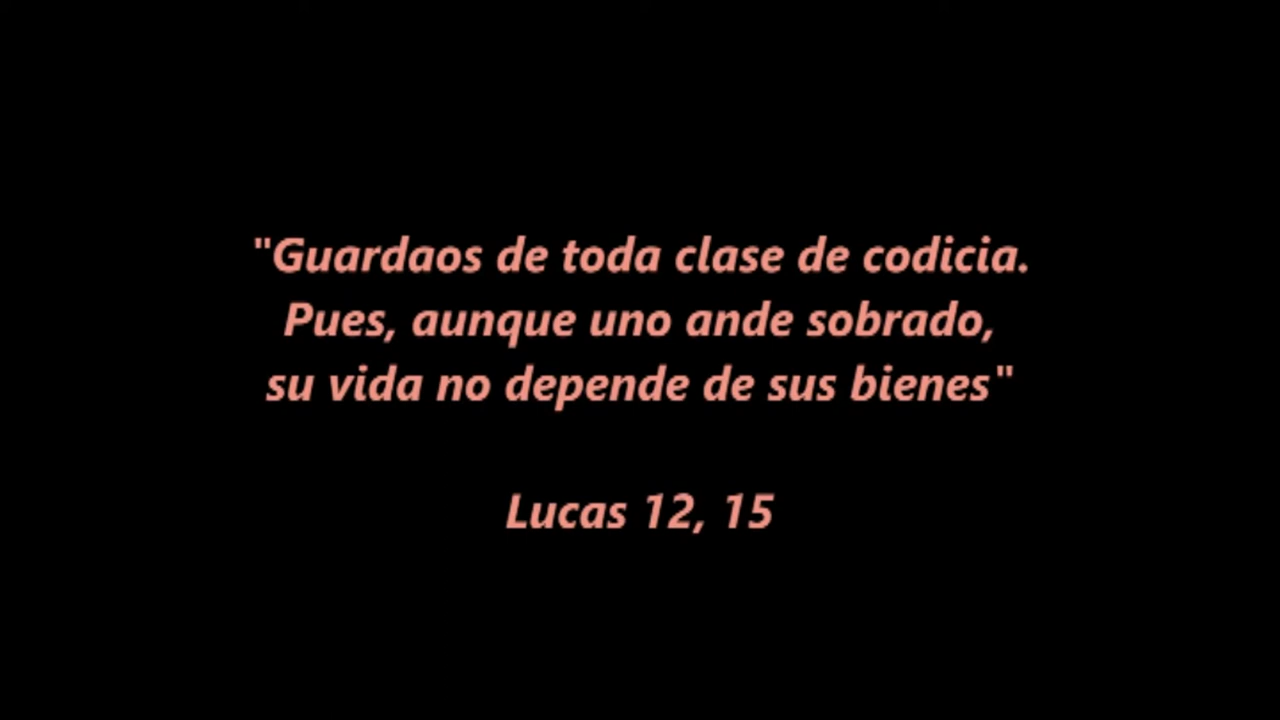 "Guardaos de toda clase de codicia.
Pues, aunque uno ande sobrado,
su vida no depende de sus bienes"
Lucas 12, 15